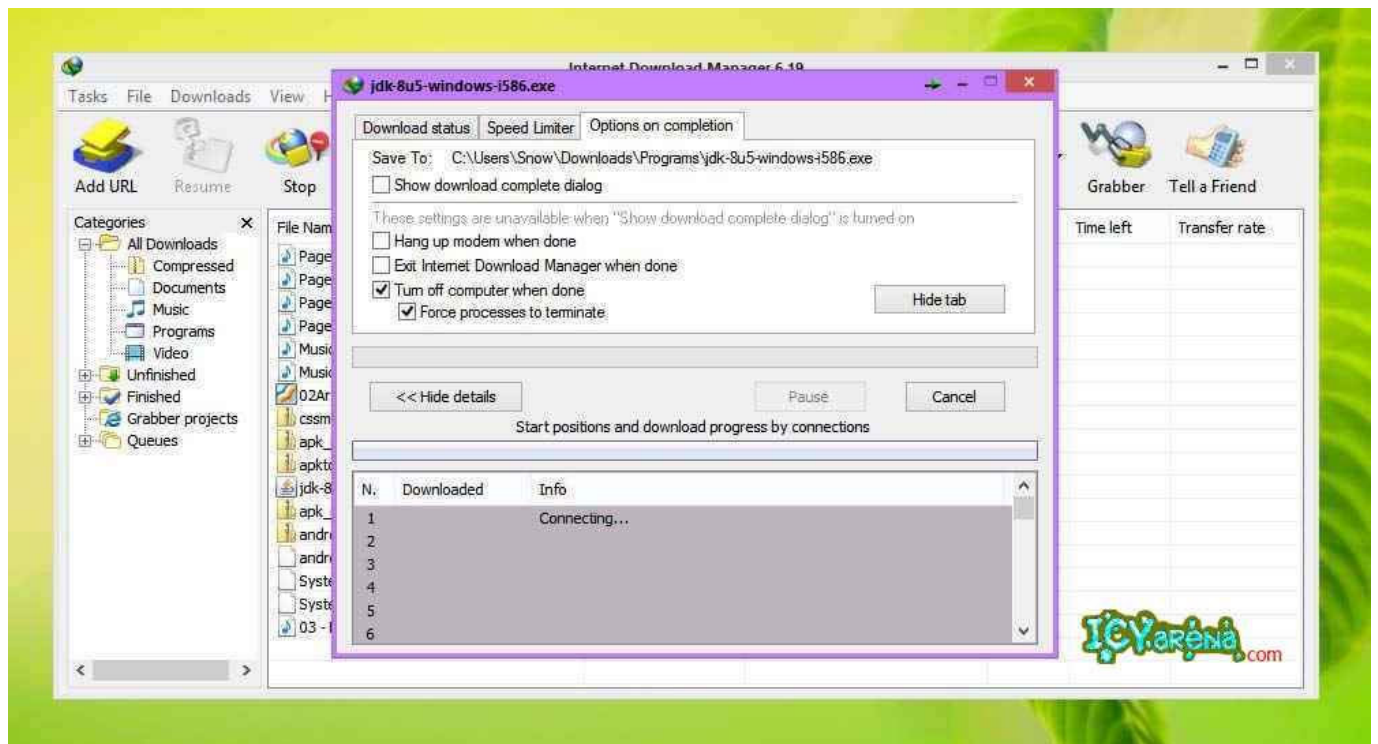 Internet Download Manager 6.19
Tasks File Downloads View H
Add URL
Resume
Stop
Grabber
Tell a Friend
Categories
All Downloads
Compressed
Documents
Music
Programs
Video
Unfinished
Finished
Grabber projects
Queues
File Nam
Page
Page
Page
Page
Music
Music
02Ar
cssm
apk_
apkto
jdk-8
apk_
andr
andr
Syste
Syste
03 -
Time left
Transfer rate
jdk-8u5-windows-i586.exe
Download status Speed Limiter Options on completion
Save To: C:\Users\Snow\Downloads\Programs\jdk-8u5-windows-i586.exe
Show download complete dialog
These settings are unavailable when "Show download complete dialog" is turned on
Hang up modem when done
Exit Internet Download Manager when done
Turn off computer when done
Force processes to terminate
Hide tab
<< Hide details
Pause
Cancel
Start positions and download progress by connections
N. Downloaded Info
1 Connecting...
2
3
4
5
6
ICYarena.com